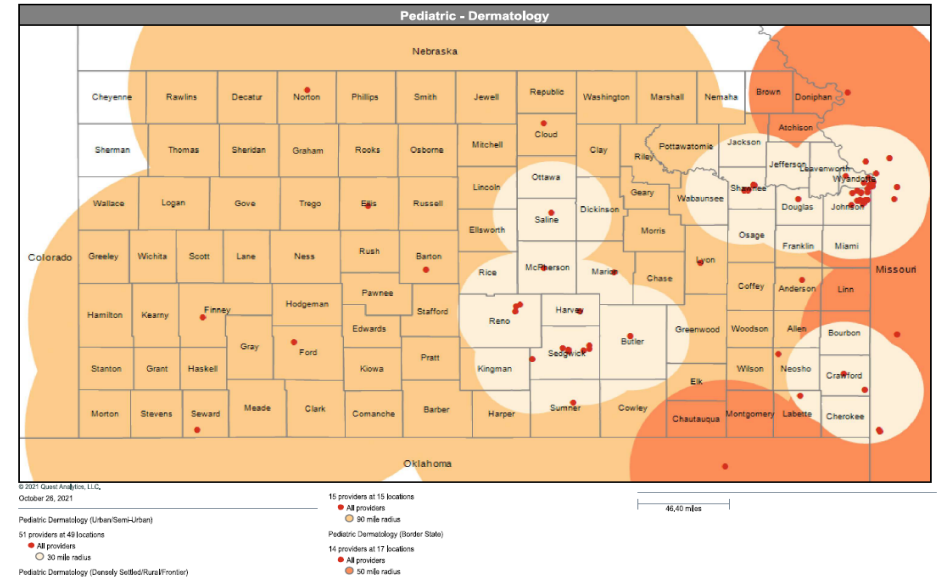 Pediatric - Dermatology
Nebraska
Cheyenne Rawlins Decatur Norton Phillips Smith Jewell Republic Washington Marshall Nemaha Brown Doniphan
Atchison
Sherman Thomas Sheridan Graham Rooks Osborne Mitchell Cloud Clay Riley Pottawatomie Jackson
Jefferson Leavenworth
Wyandotte
Wallace Logan Gove Trego Ellis Russell Lincoln Ottawa Geary Wabaunsee Shawnee
Saline Dickinson Douglas Johnson
Ellsworth Morris Osage
Colorado Greeley Wichita Scott Lane Ness Rush Barton Rice McPherson Marion Chase Lyon Franklin Miami
Missouri
Hamilton Kearny Finney Hodgeman Pawnee Stafford Reno Harvey Coffey Anderson Linn
Gray Ford Edwards Sedgwick Butler Greenwood Woodson Allen Bourbon
Stanton Grant Haskell Kiowa Pratt Kingman Elk Wilson Neosho Crawford
Morton Stevens Seward Meade Clark Comanche Barber Harper Sumner Cowley Chautauqua Montgomery Labette Cherokee
Oklahoma
© 2021 Quest Analytics, LLC.
October 26, 2021
Pediatric Dermatology (Urban/Semi-Urban)
51 providers at 49 locations
All providers
30 mile radius
Pediatric Dermatology (Densely Settled/Rural/Frontier)
15 providers at 15 locations
All providers
90 mile radius
Pediatric Dermatology (Border State)
14 providers at 17 locations
All providers
50 mile radius
46.40 miles